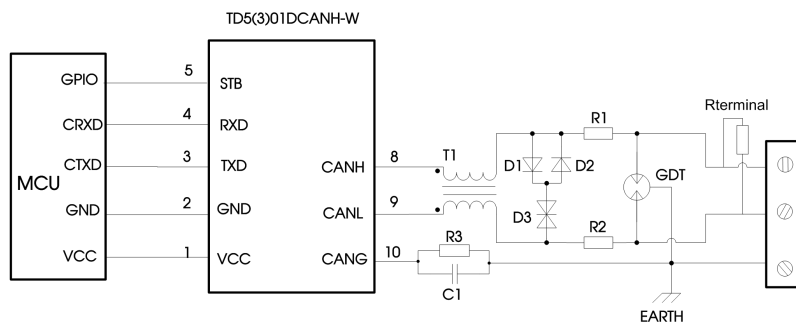 TD5(3)01DCANH-W
GPIO 5 STB
CRXD 4 RXD
CTXD 3 TXD
MCU
GND 2 GND
VCC 1 VCC
CANH 8
CANL 9
CANG 10
T1
D1 D2
D3
R1
R2
GDT
Rterminal
R3
C1
EARTH